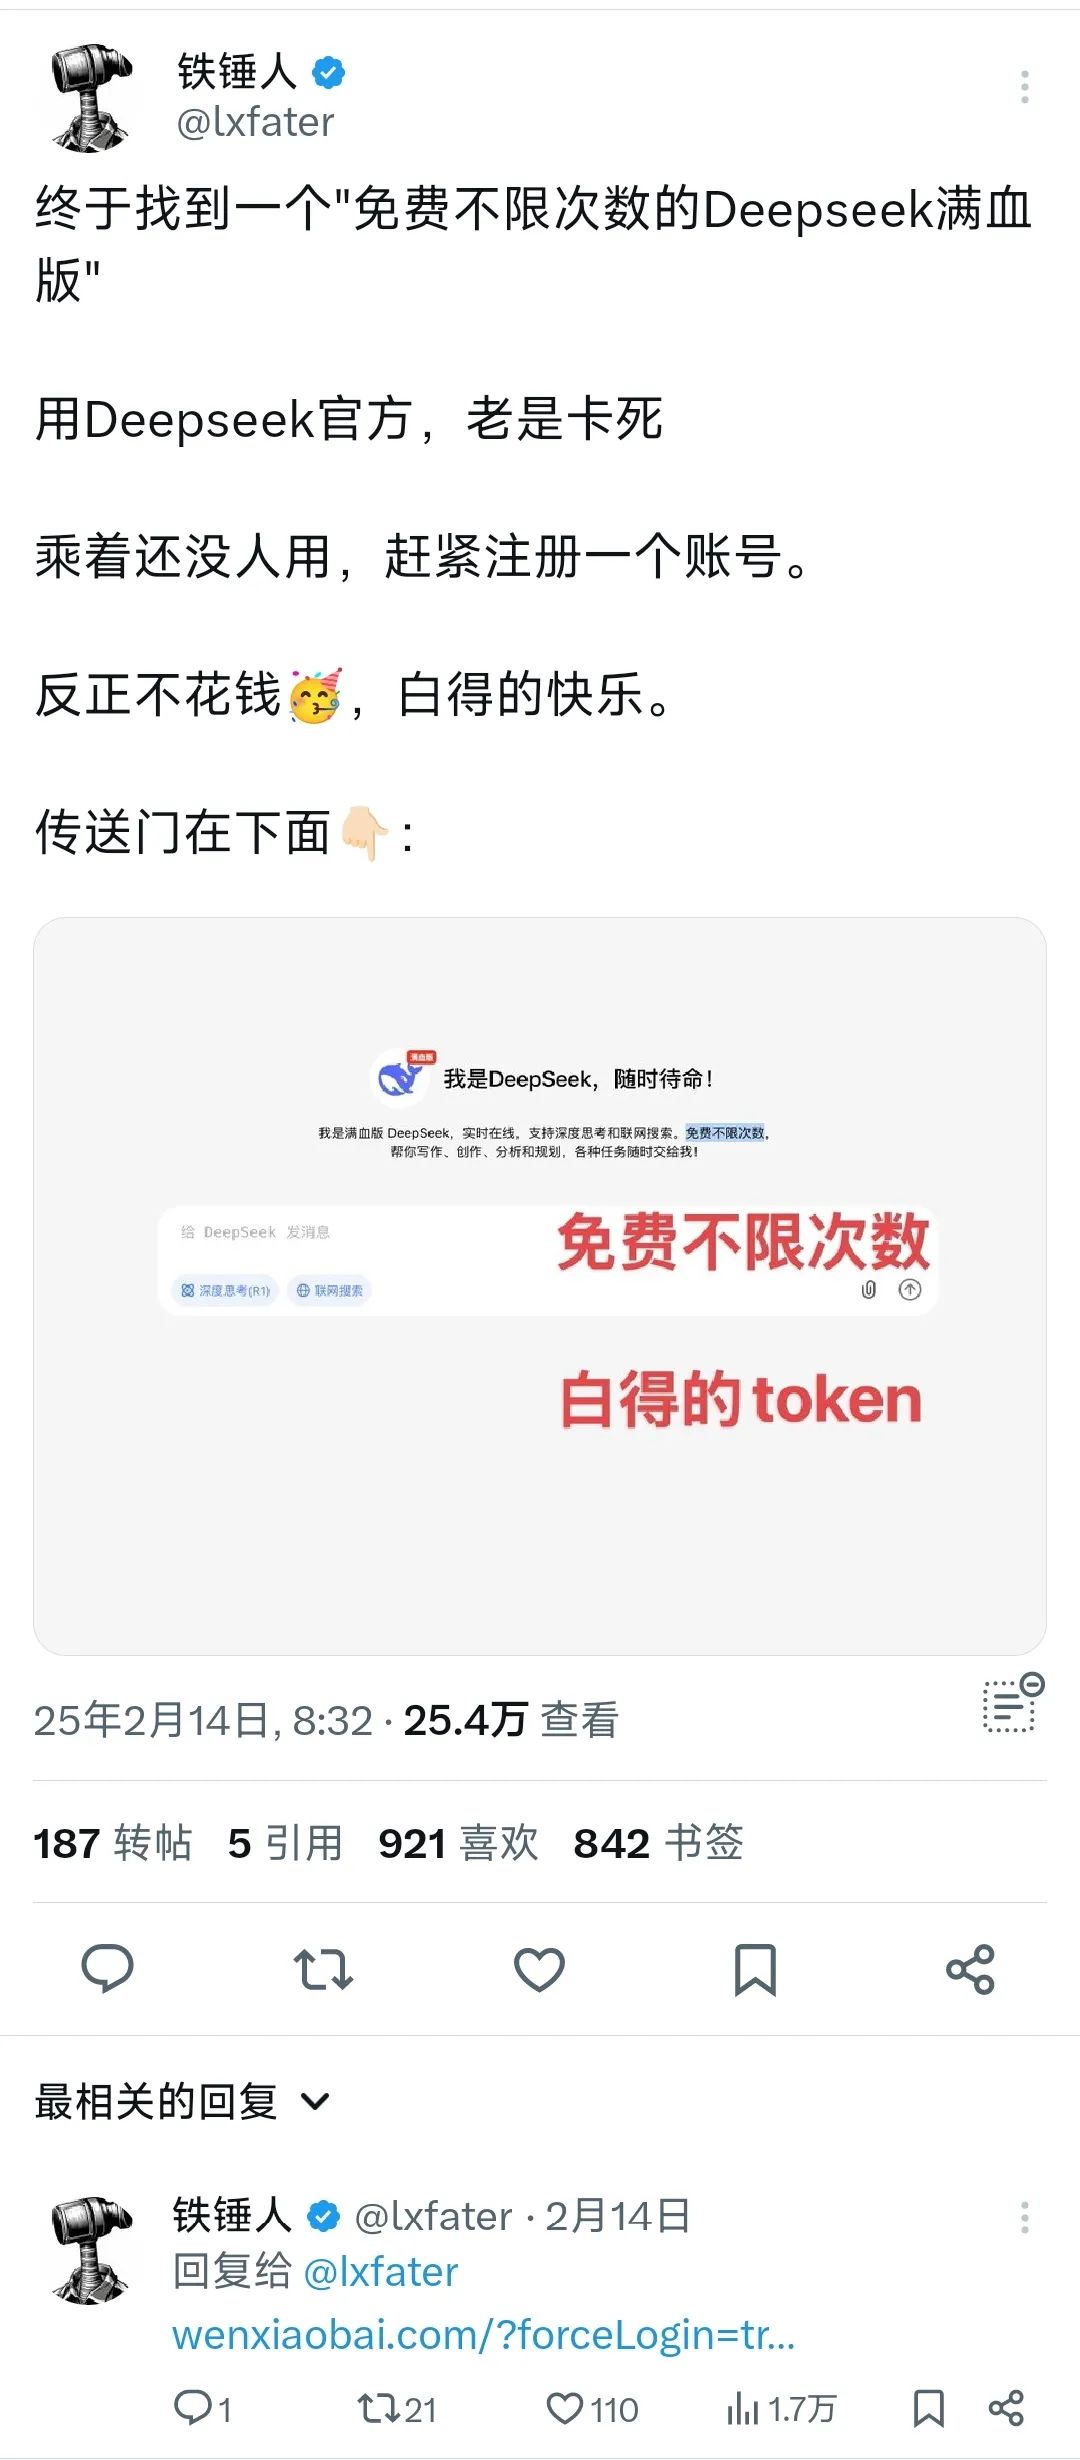 铁锤人
@lxfater
终于找到一个"免费不限次数的Deepseek满血
版"
用Deepseek官方，老是卡死
乘着还没人用，赶紧注册一个账号。
反正不花钱🥳，白得的快乐。
传送门在下面👇🏻：
满血版
我是DeepSeek，随时待命！
我是满血版 DeepSeek，实时在线，支持深度思考和联网搜索。免费不限次数，
帮你写作、创作、分析和规划，各种任务随时交给我！
给 DeepSeek 发消息
免费不限次数
深度思考(R1) 联网搜索
白得的token
25年2月14日, 8:32 · 25.4万 查看
187 转帖 5 引用 921 喜欢 842 书签
最相关的回复
铁锤人 @lxfater · 2月14日
回复给 @lxfater
wenxiaobai.com/?forceLogin=tr...
1 21 110 1.7万